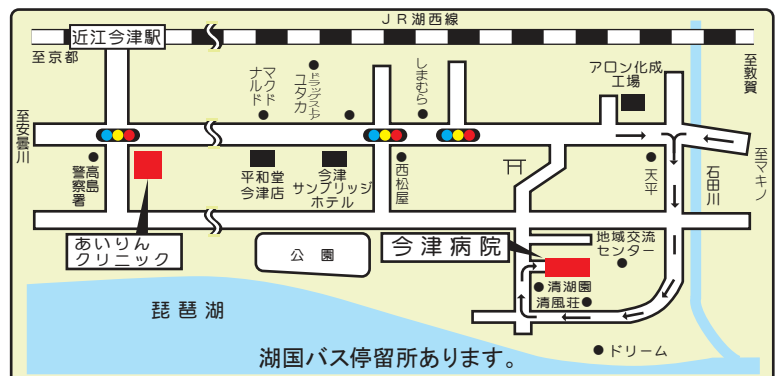 JR湖西線
近江今津駅
至京都
至敦賀
アロン化成
工場
マクド
ナルド
ドラッグストア
ユタカ
しまむら
至安曇川
至マキノ
高島
警察署
平和堂
今津店
今津
サンブリッジ
ホテル
西松屋
天平
石田川
あいりん
クリニック
公園
今津病院
地域交流
センター
清湖園
清風荘
琵琶湖
ドリーム
湖国バス停留所あります。